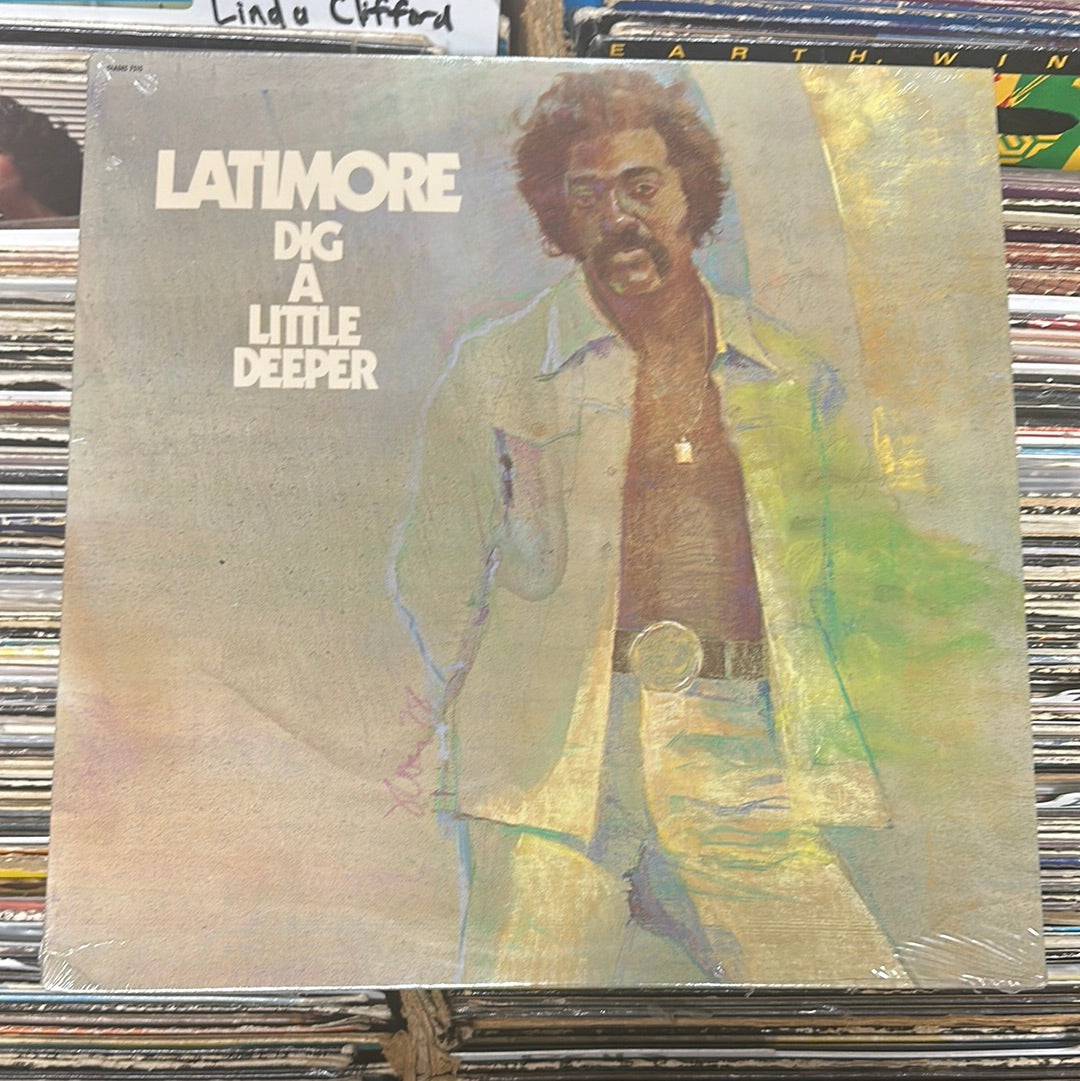 Linda Clifford
EARTH, WIN
LATIMORE
DIG
A
LITTLE
DEEPER